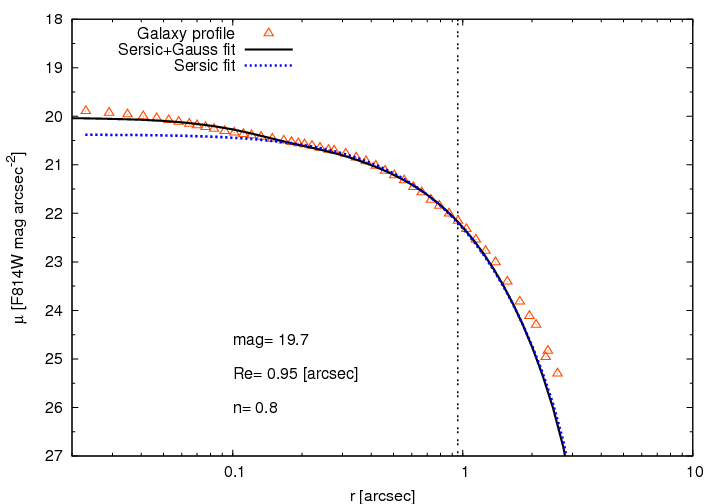 Galaxy profile
Sersic+Gauss fit
Sersic fit
18
19
20
21
22
23
24
25
26
27
μ [F814W mag arcsec-2]
mag= 19.7
Re= 0.95 [arcsec]
n= 0.8
0.1
1
10
r [arcsec]